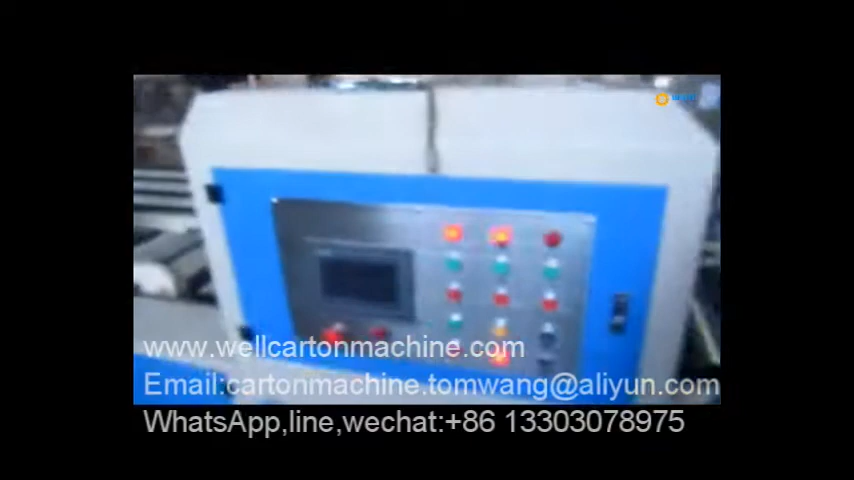 www.wellcartonmachine.com
Email:cartonmachine.tomwang@aliyun.com
WhatsApp,line,wechat:+86 13303078975